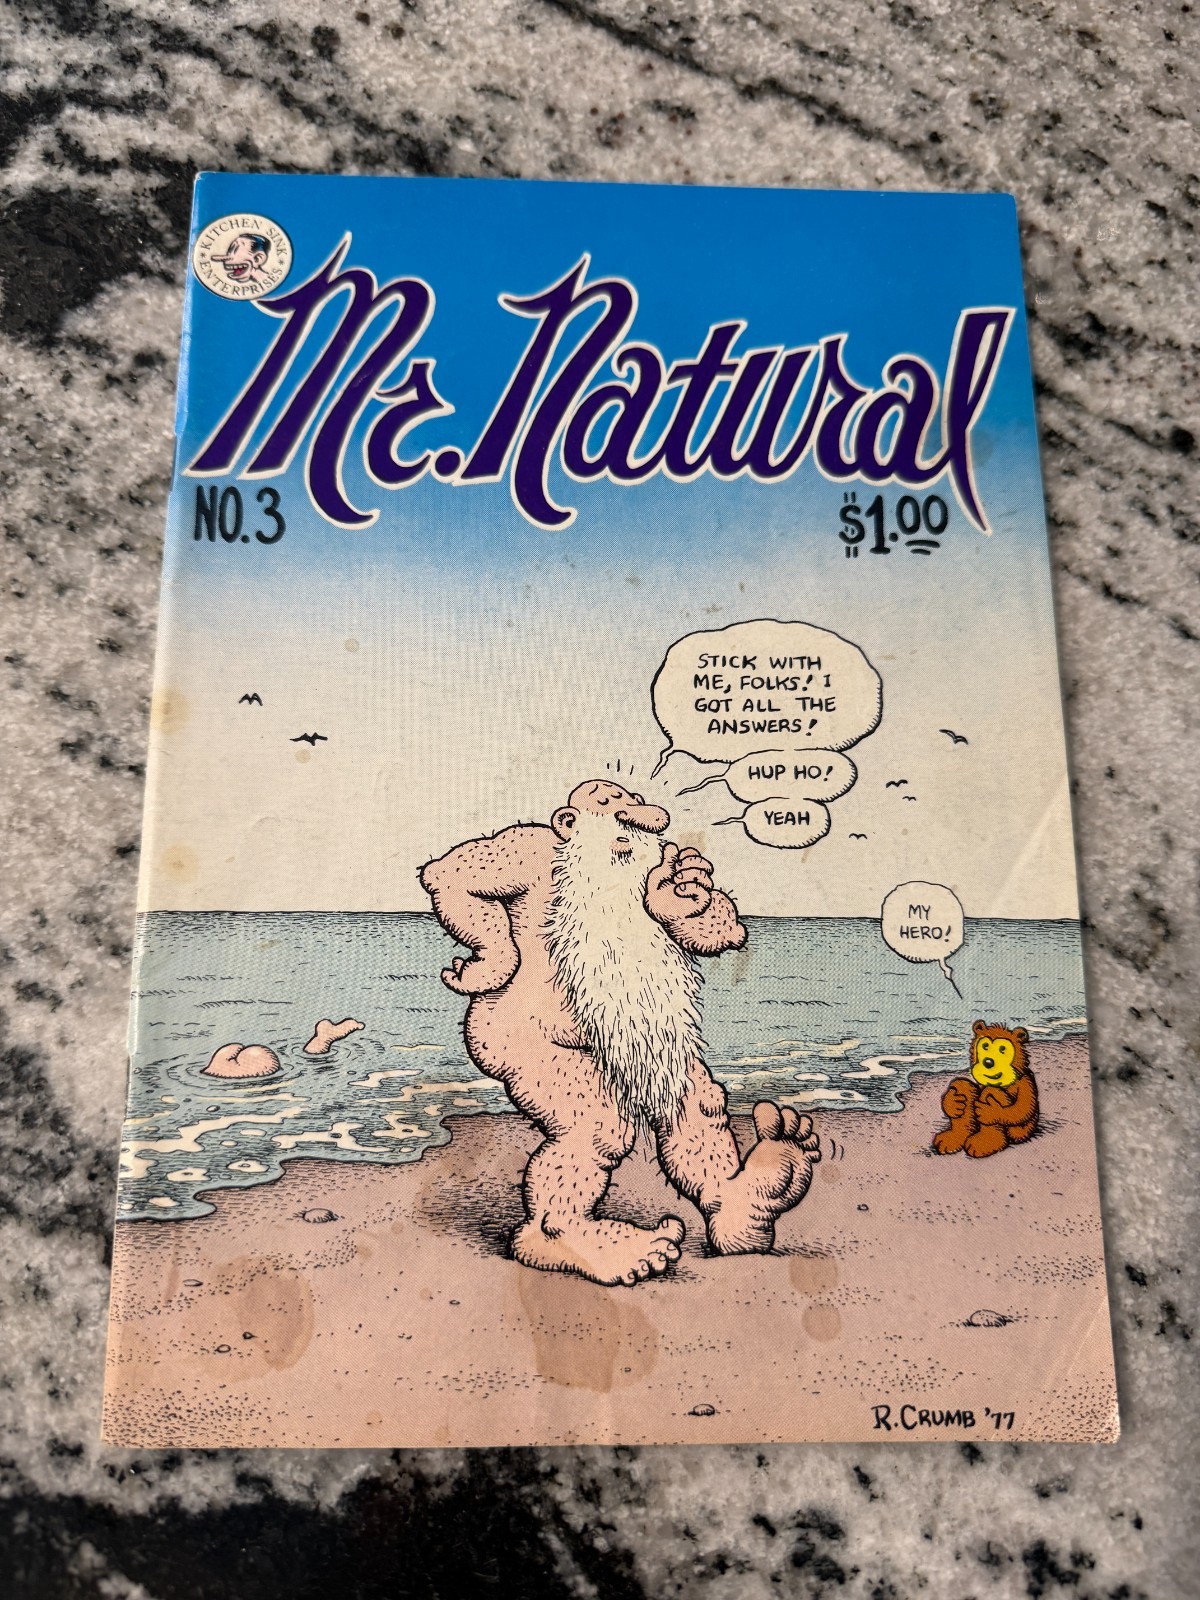 KITCHEN SINK
ENTERPRISES
Mr. Natural
NO. 3
$1.00
STICK WITH
ME, FOLKS! I
GOT ALL THE
ANSWERS!
HUP HO!
YEAH
MY
HERO!
R. CRUMB '77